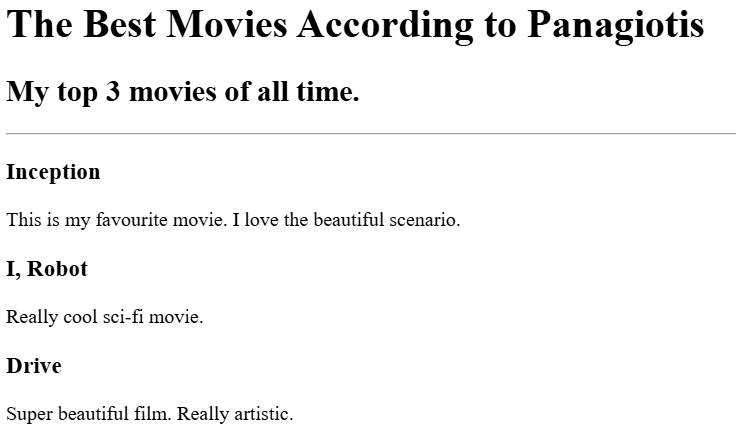 The Best Movies According to Panagiotis
My top 3 movies of all time.
Inception
This is my favourite movie. I love the beautiful scenario.
I, Robot
Really cool sci-fi movie.
Drive
Super beautiful film. Really artistic.